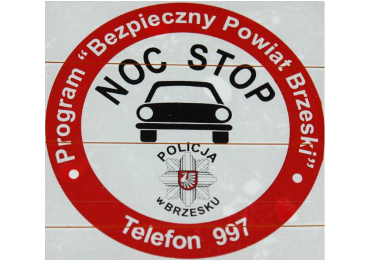 Program "Bezpieczny Powiat Brzeski"
NOC STOP
POLICJA
w BRZESKU
Telefon 997